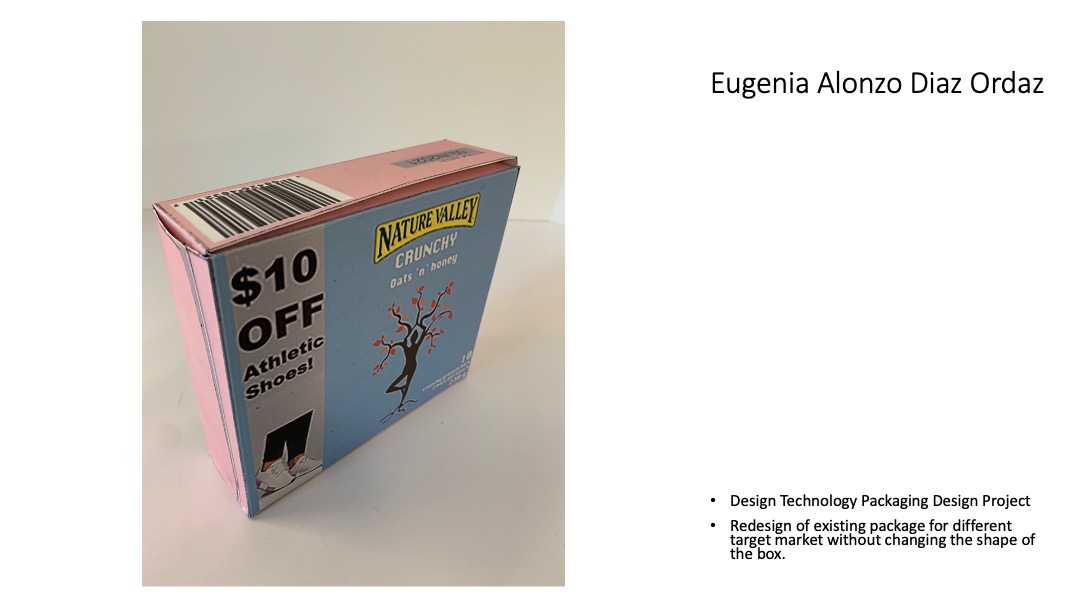 Eugenia Alonzo Diaz Ordaz
NATURE VALLEY
CRUNCHY
Oats 'n' honey
$10
OFF
Athletic
Shoes!
18
• Design Technology Packaging Design Project
• Redesign of existing package for different
target market without changing the shape of
the box.